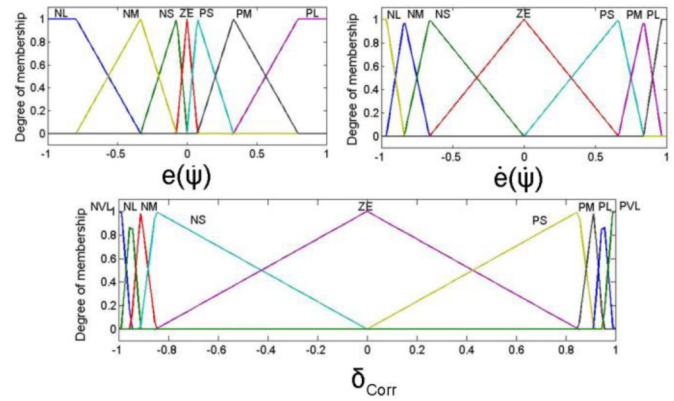 NL NM NS ZE PS PM PL
Degree of membership
1
0.8
0.6
0.4
0.2
0
-1 -0.5 0 0.5 1
e(ψ̇)
NL NM NS ZE PS PM PL
Degree of membership
1
0.8
0.6
0.4
0.2
0
-1 -0.5 0 0.5 1
ė(ψ̇)
NVL NL NM NS ZE PS PM PL PVL
Degree of membership
1
0.8
0.6
0.4
0.2
0
-1 -0.8 -0.6 -0.4 -0.2 0 0.2 0.4 0.6 0.8 1
δCorr